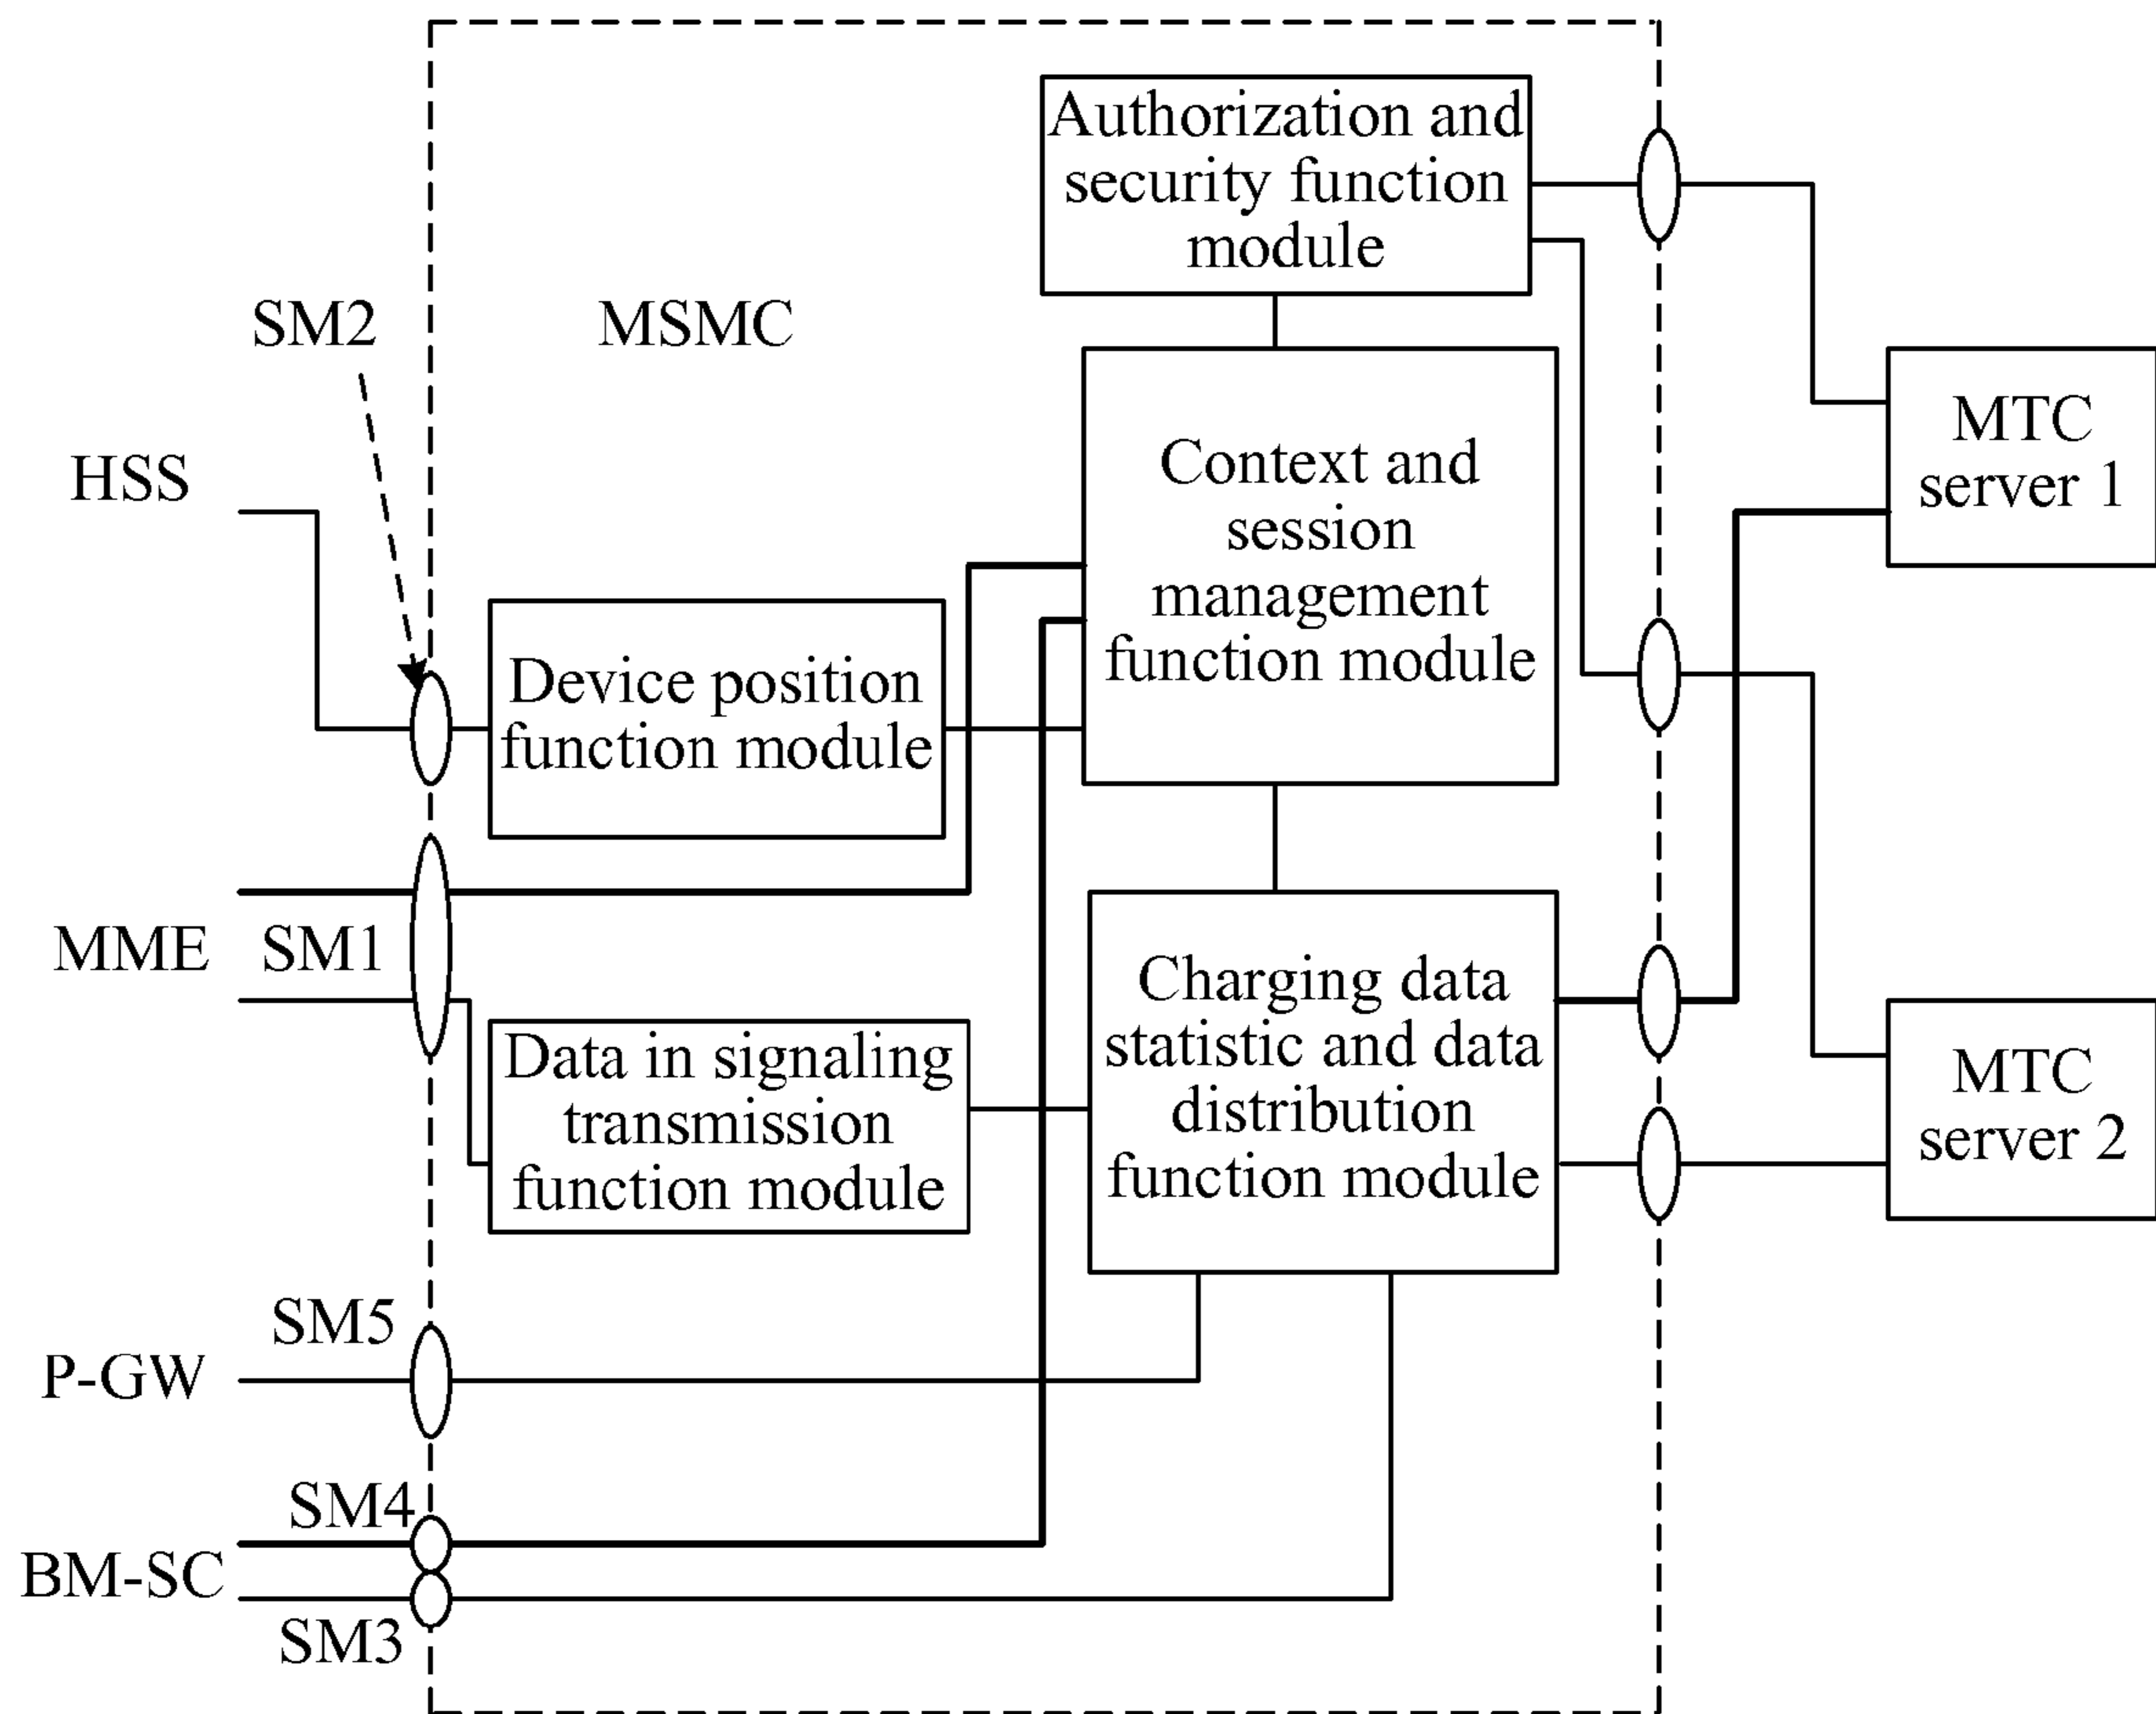 Authorization and
security function
module
SM2
MSMC
HSS
Context and
session
management
function module
MTC
server 1
Device position
function module
MME
SM1
Data in signaling
transmission
function module
Charging data
statistic and data
distribution
function module
MTC
server 2
SM5
P-GW
SM4
BM-SC
SM3